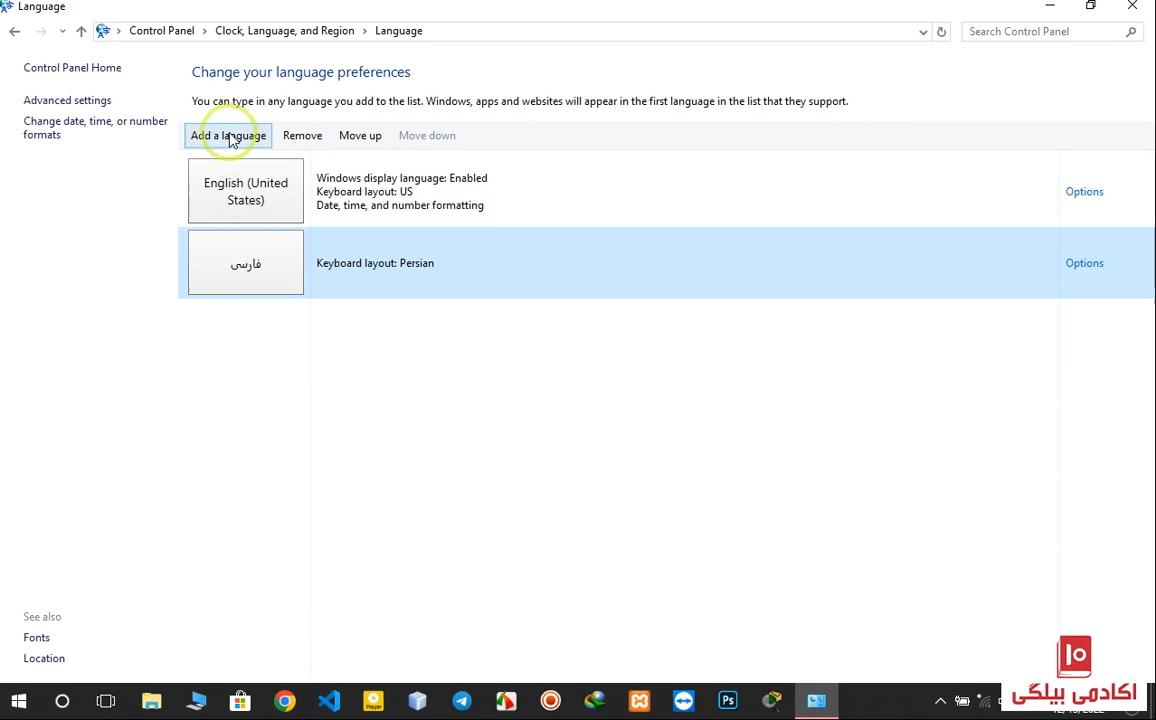 Language
Control Panel > Clock, Language, and Region > Language
Search Control Panel
Control Panel Home
Advanced settings
Change date, time, or number
formats
Change your language preferences
You can type in any language you add to the list. Windows, apps and websites will appear in the first language in the list that they support.
Add a language Remove Move up Move down
English (United
States)
Windows display language: Enabled
Keyboard layout: US
Date, time, and number formatting
Options
فارسی
Keyboard layout: Persian
Options
See also
Fonts
Location
Ps
آکادمی بیلگی